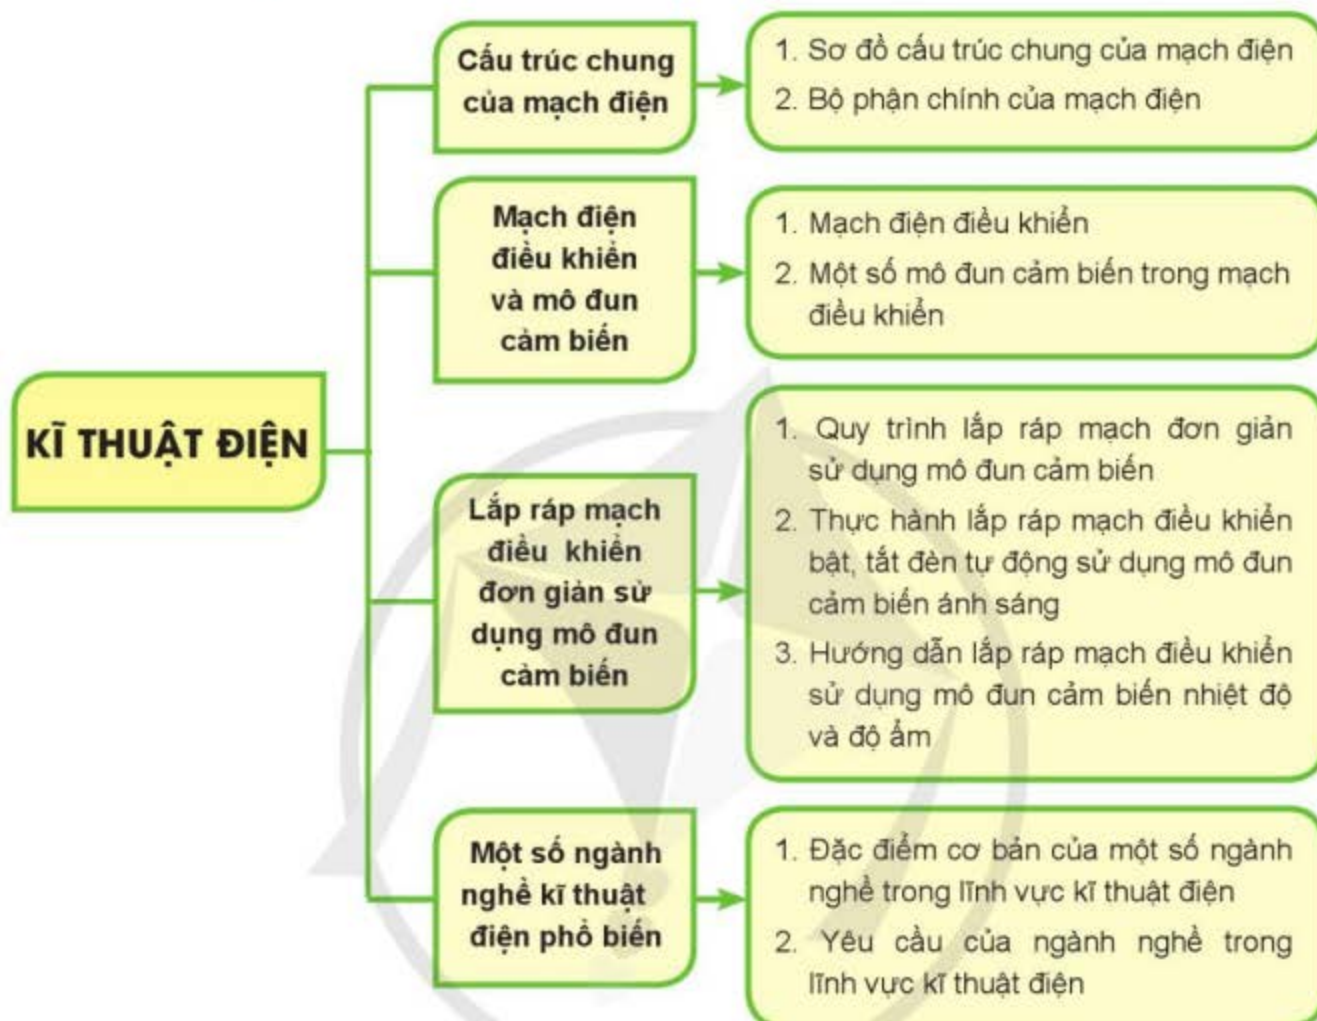 Cấu trúc chung
của mạch điện
1. Sơ đồ cấu trúc chung của mạch điện
2. Bộ phận chính của mạch điện
Mạch điện
điều khiển
và mô đun
cảm biến
1. Mạch điện điều khiển
2. Một số mô đun cảm biến trong mạch
điều khiển
KĨ THUẬT ĐIỆN
Lắp ráp mạch
điều khiển
đơn giản sử
dụng mô đun
cảm biến
1. Quy trình lắp ráp mạch đơn giản
sử dụng mô đun cảm biến
2. Thực hành lắp ráp mạch điều khiển
bật, tắt đèn tự động sử dụng mô đun
cảm biến ánh sáng
3. Hướng dẫn lắp ráp mạch điều khiển
sử dụng mô đun cảm biến nhiệt độ
và độ ẩm
Một số ngành
nghề kĩ thuật
điện phổ biến
1. Đặc điểm cơ bản của một số ngành
nghề trong lĩnh vực kĩ thuật điện
2. Yêu cầu của ngành nghề trong
lĩnh vực kĩ thuật điện